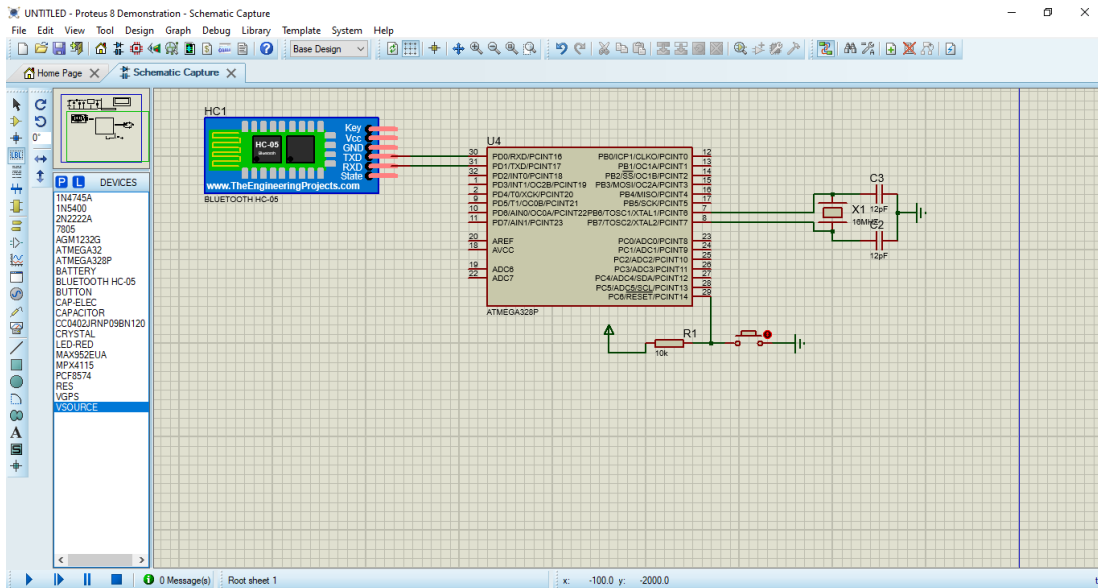 UNTITLED - Proteus 8 Demonstration - Schematic Capture
File Edit View Tool Design Graph Debug Library Template System Help
Base Design
Home Page
Schematic Capture
0°
LBL
P L DEVICES
1N4745A
1N5400
2N2222A
7805
AGM1232G
ATMEGA32
ATMEGA328P
BATTERY
BLUETOOTH HC-05
BUTTON
CAP-ELEC
CAPACITOR
CC0402JRNP09BN120
CRYSTAL
LED-RED
MAX952EUA
MPX4115
PCF8574
RES
VGPS
VSOURCE
A
S
HC1
HC-05
Bluetooth
Key
Vcc
GND
TXD
RXD
State
www.TheEngineeringProjects.com
BLUETOOTH HC-05
U4
30 PD0/RXD/PCINT16
31 PD1/TXD/PCINT17
32 PD2/INT0/PCINT18
1 PD3/INT1/OC2B/PCINT19
2 PD4/T0/XCK/PCINT20
9 PD5/T1/OC0B/PCINT21
10 PD6/AIN0/OC0A/PCINT22
11 PD7/AIN1/PCINT23
20 AREF
18 AVCC
19 ADC6
22 ADC7
PB0/ICP1/CLKO/PCINT0 12
PB1/OC1A/PCINT1 13
PB2/SS/OC1B/PCINT2 14
PB3/MOSI/OC2A/PCINT3 15
PB4/MISO/PCINT4 16
PB5/SCK/PCINT5 17
PB6/TOSC1/XTAL1/PCINT6 7
PB7/TOSC2/XTAL2/PCINT7 8
PC0/ADC0/PCINT8 23
PC1/ADC1/PCINT9 24
PC2/ADC2/PCINT10 25
PC3/ADC3/PCINT11 26
PC4/ADC4/SDA/PCINT12 27
PC5/ADC5/SCL/PCINT13 28
PC6/RESET/PCINT14 29
ATMEGA328P
C3
12pF
X1
16MHZ
C2
12pF
R1
10k
0 Message(s)
Root sheet 1
x: -100.0 y: -2000.0
t